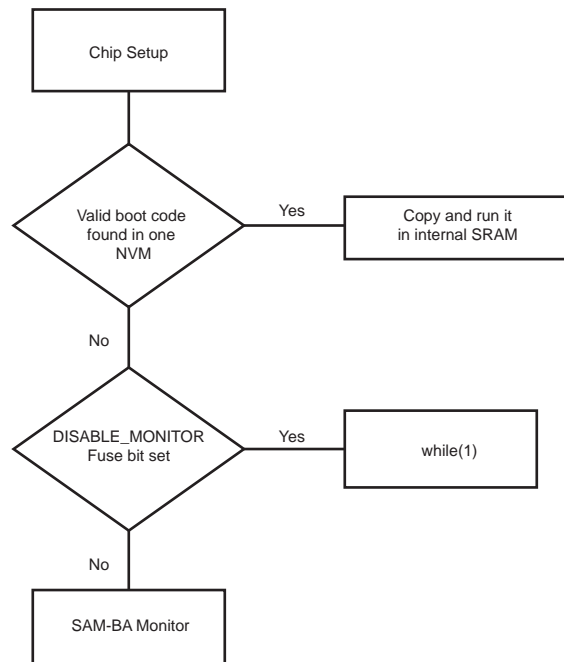 Chip Setup
Valid boot code
found in one
NVM
Yes
Copy and run it
in internal SRAM
No
DISABLE_MONITOR
Fuse bit set
Yes
while(1)
No
SAM-BA Monitor